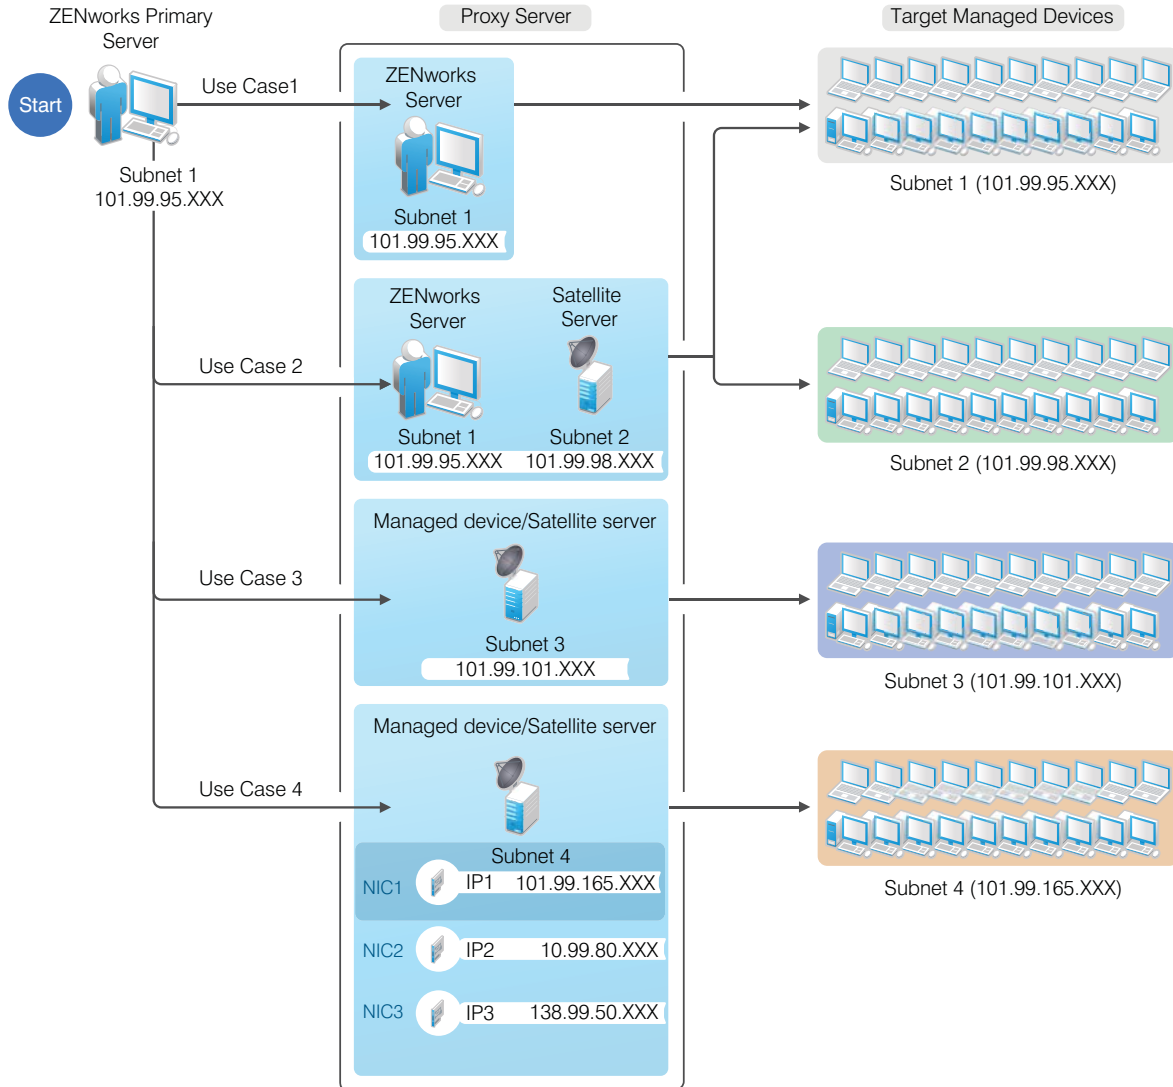 ZENworks Primary
Server
Proxy Server
Target Managed Devices
Start
Subnet 1
101.99.95.XXX
Use Case1
ZENworks
Server
Subnet 1
101.99.95.XXX
Subnet 1 (101.99.95.XXX)
Use Case 2
ZENworks
Server
Subnet 1
101.99.95.XXX
Satellite
Server
Subnet 2
101.99.98.XXX
Subnet 2 (101.99.98.XXX)
Use Case 3
Managed device/Satellite server
Subnet 3
101.99.101.XXX
Subnet 3 (101.99.101.XXX)
Use Case 4
Managed device/Satellite server
Subnet 4
NIC1 IP1 101.99.165.XXX
NIC2 IP2 10.99.80.XXX
NIC3 IP3 138.99.50.XXX
Subnet 4 (101.99.165.XXX)